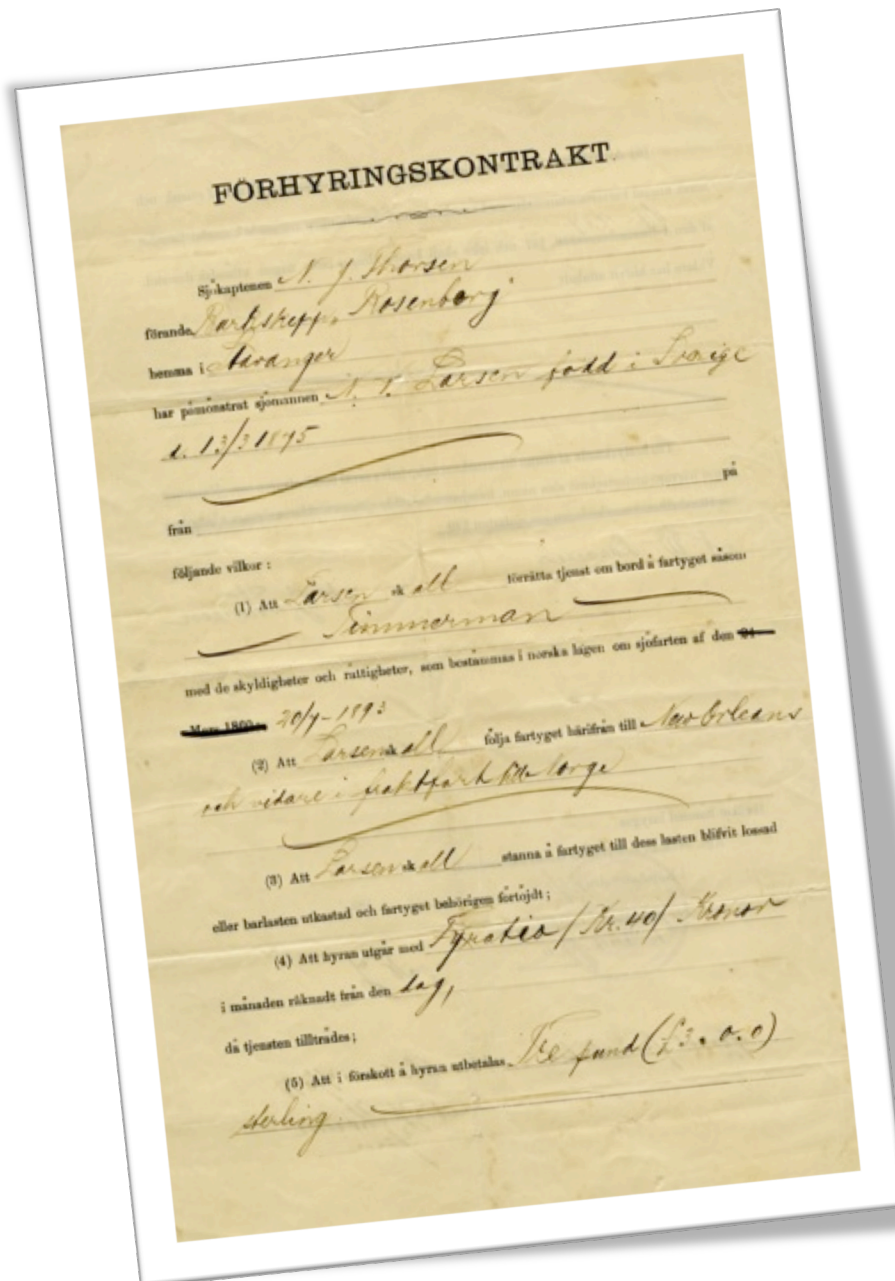 FÖRHYRINGSKONTRAKT.
Sjökaptenen N. J. Thorsen
förande Barkskepp. Rosenborg
hemma i Stavanger
har påmönstrat sjömannen N. Larsen född i Sverige
d. 13/3 1875
från på
följande vilkor :
(1) Att Larsen skall förrätta tjenst om bord å fartyget såsom
Timmerman
med de skyldigheter och rättigheter, som bestämmas i norska lagen om sjöfarten af den 24
Mars 1860. 20/7-1893
(2) Att Larsen skall följa fartyget härifrån till New Orleans
och vidare i fraktfart till Norge
(3) Att Larsen skall stanna å fartyget till dess lasten blifvit lossad
eller barlasten utkastad och fartyget behörigen förtöjdt ;
(4) Att hyran utgår med Fyratio / Kr. 40/ Kronor
i månaden räknadt från den dag,
då tjensten tillträdes ;
(5) Att i förskott å hyran utbetalas Tre pund (£3.0.0)
sterling.